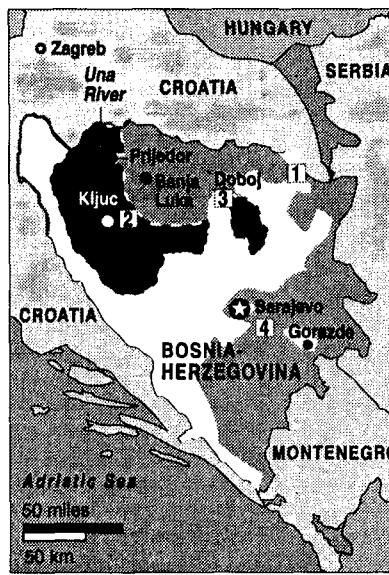 HUNGARY
Zagreb
SERBIA
Una
River
CROATIA
Prijedor
Doboj
1
Banja
Luka
3
Kljuc
2
Sarajevo
4
Gorazde
CROATIA
BOSNIA-
HERZEGOVINA
MONTENEGRO
Adriatic Sea
50 miles
50 km